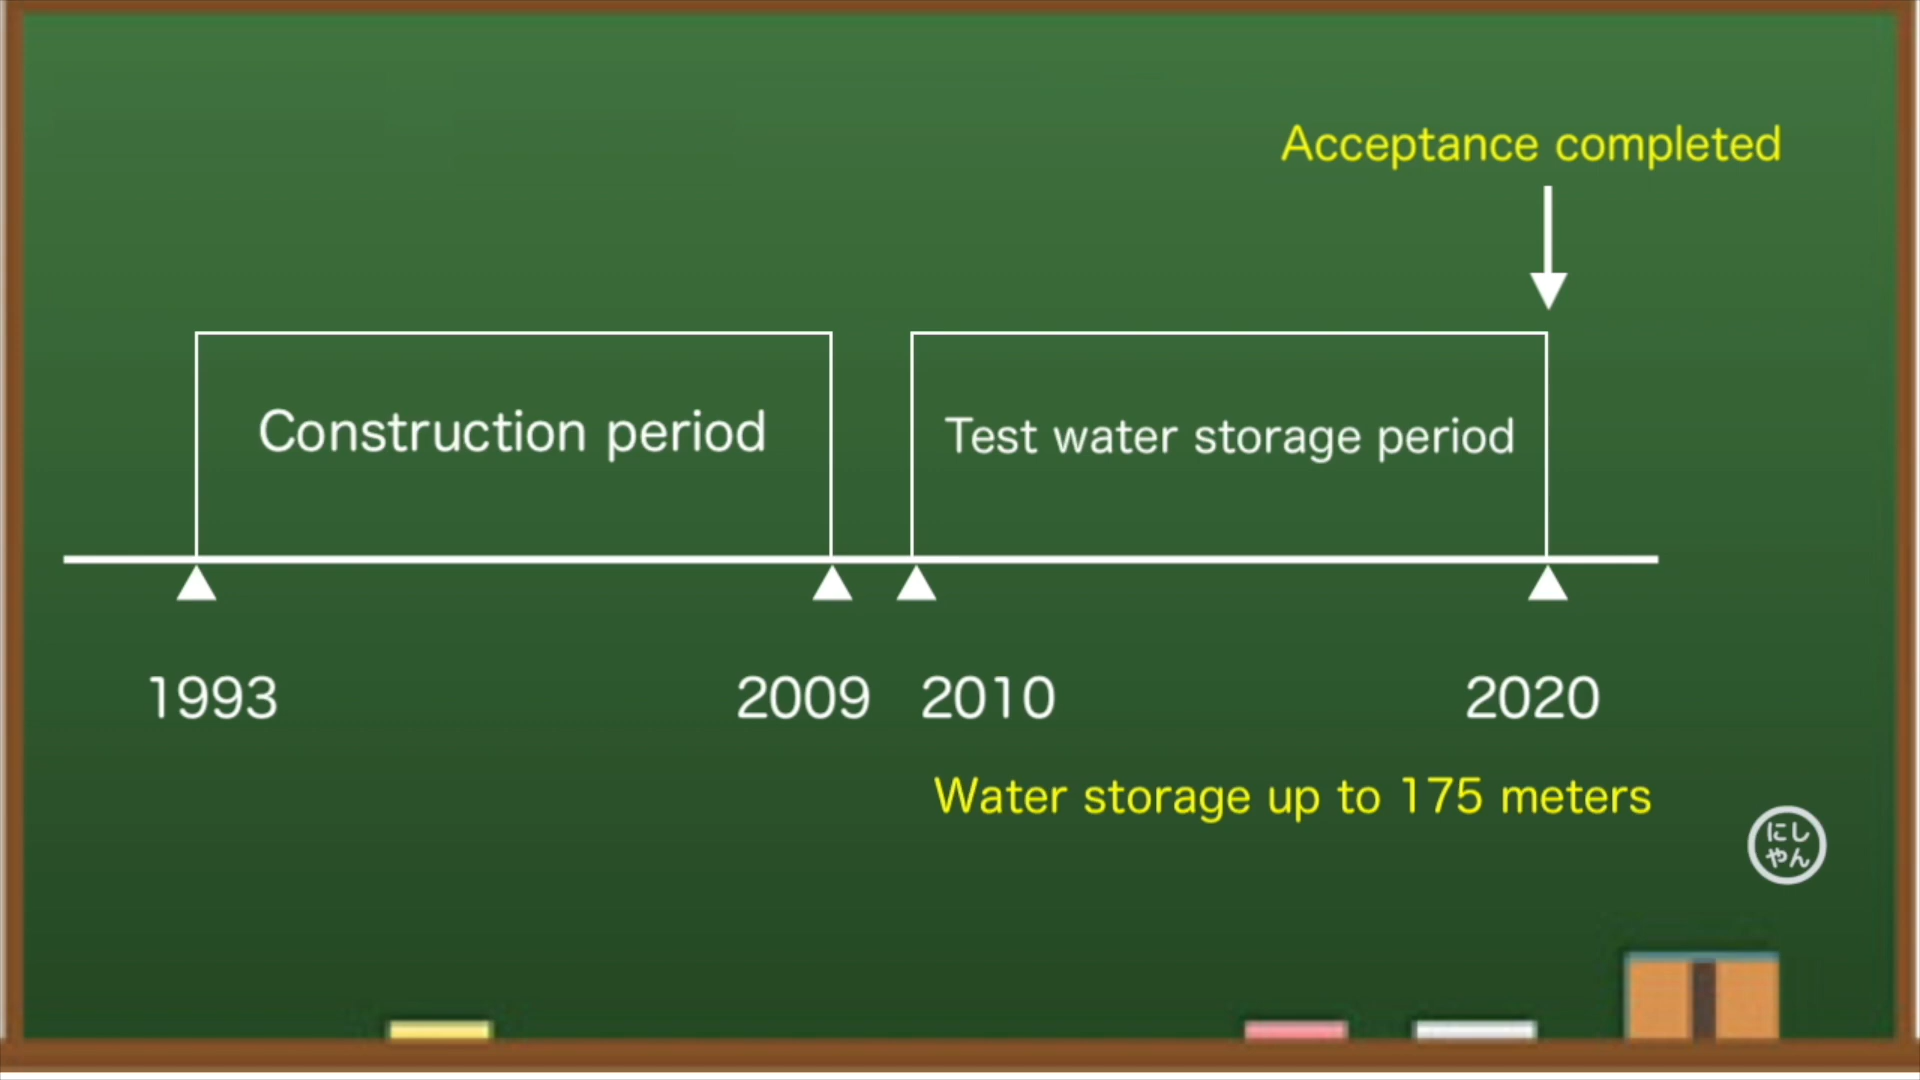 Acceptance completed
Construction period
Test water storage period
1993
2009
2010
2020
Water storage up to 175 meters
にし
やん